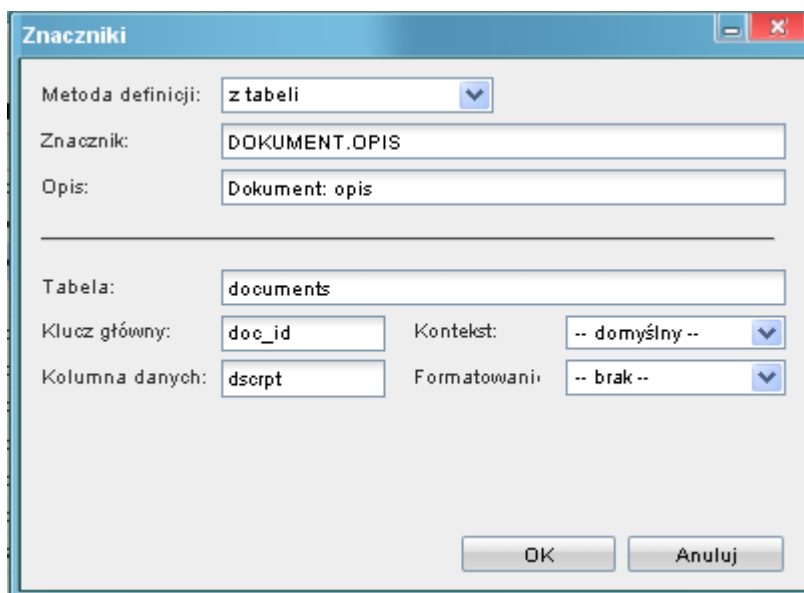 Znaczniki
Metoda definicji: z tabeli
Znacznik: DOKUMENT.OPIS
Opis: Dokument: opis
Tabela: documents
Klucz główny: doc_id Kontekst: -- domyślny --
Kolumna danych: dscrpt Formatowani -- brak --
OK Anuluj